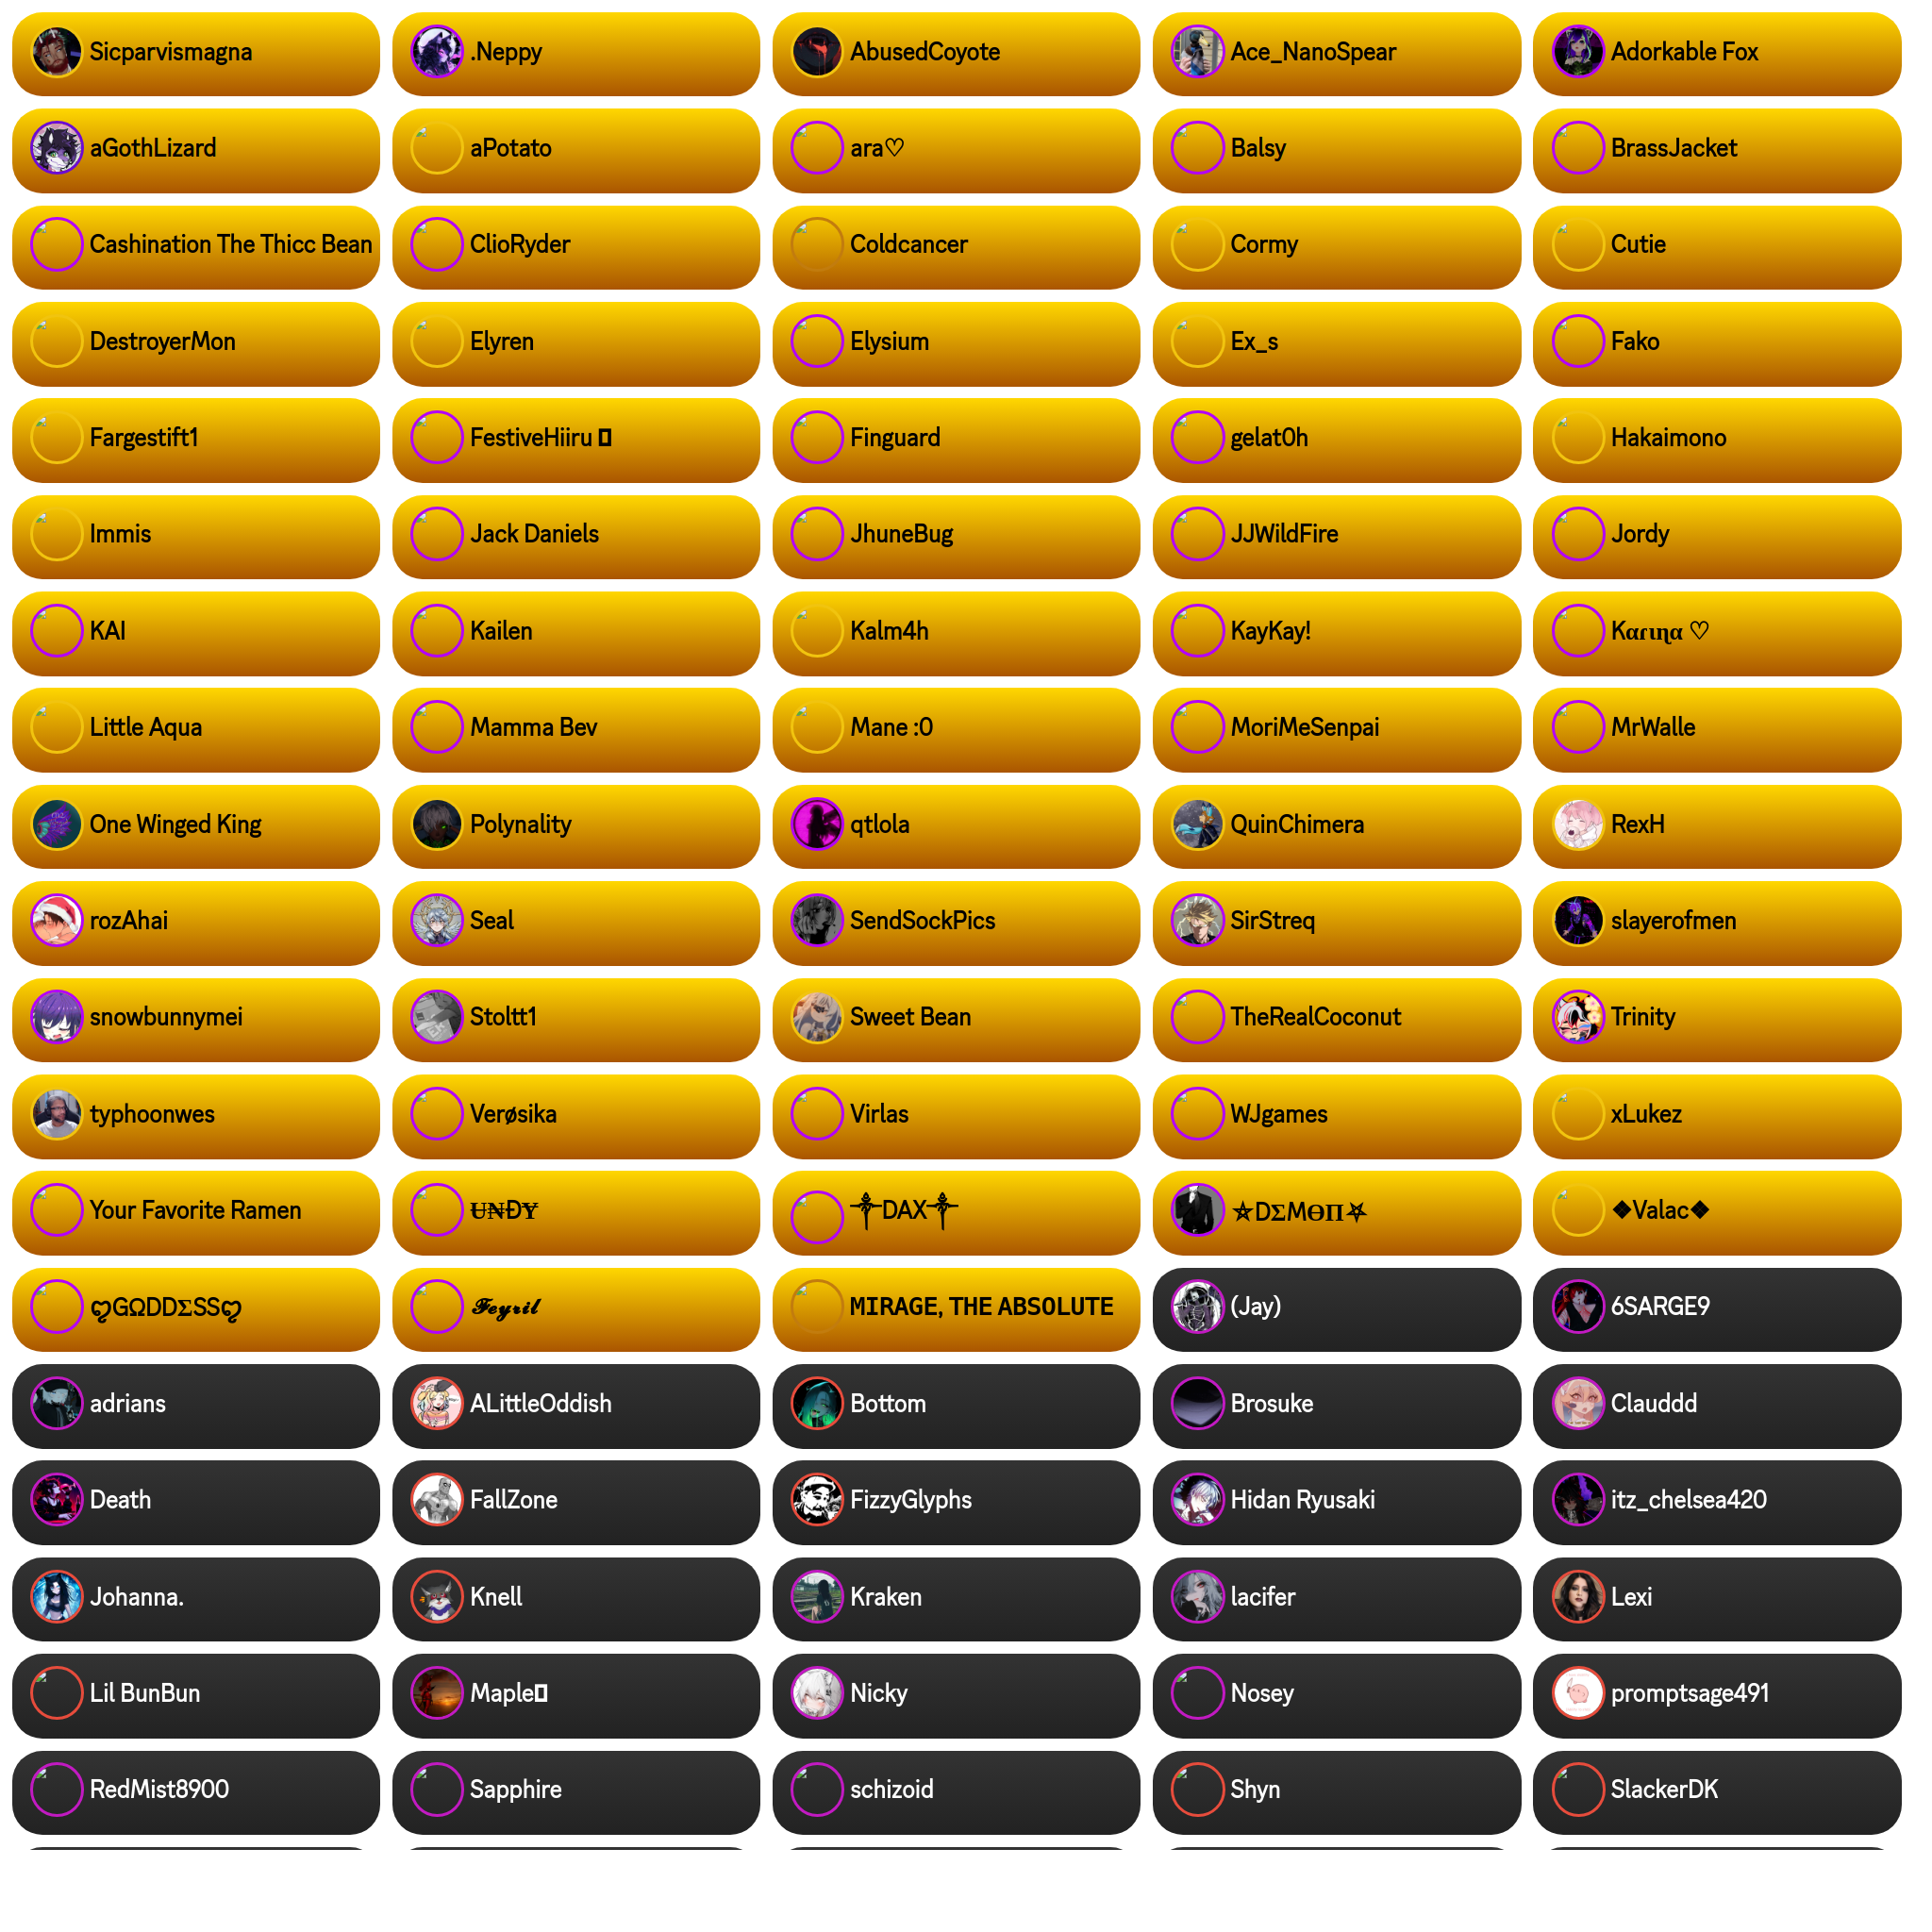 Sicparvismagna
.Neppy
AbusedCoyote
Ace_NanoSpear
Adorkable Fox
aGothLizard
aPotato
ara♡
Balsy
BrassJacket
Cashination The Thicc Bean
ClioRyder
Coldcancer
Cormy
Cutie
DestroyerMon
Elyren
Elysium
Ex_s
Fako
Fargestift1
FestiveHiiru
Finguard
gelat0h
Hakaimono
Immis
Jack Daniels
JhuneBug
JJWildFire
Jordy
KAI
Kailen
Kalm4h
KayKay!
Kαɾιɳα ♡
Little Aqua
Mamma Bev
Mane :0
MoriMeSenpai
MrWalle
One Winged King
Polynality
qtlola
QuinChimera
RexH
rozAhai
Seal
SendSockPics
SirStreq
slayerofmen
snowbunnymei
Stoltt1
Sweet Bean
TheRealCoconut
Trinity
typhoonwes
Verøsika
Virlas
WJgames
xLukez
Your Favorite Ramen
U̶N̶ĐɎ
༒DAX༒
⛤DΣMӨΠ⛧
❖Valac❖
ღGΩDDΣSSღ
𝓕𝓮𝔂𝓻𝓲𝓵
MIRAGE, THE ABSOLUTE
(Jay)
6SARGE9
adrians
ALittleOddish
Bottom
Brosuke
Clauddd
Death
FallZone
FizzyGlyphs
Hidan Ryusaki
itz_chelsea420
Johanna.
Knell
Kraken
lacifer
Lexi
Lil BunBun
Maple
Nicky
Nosey
promptsage491
RedMist8900
Sapphire
schizoid
Shyn
SlackerDK